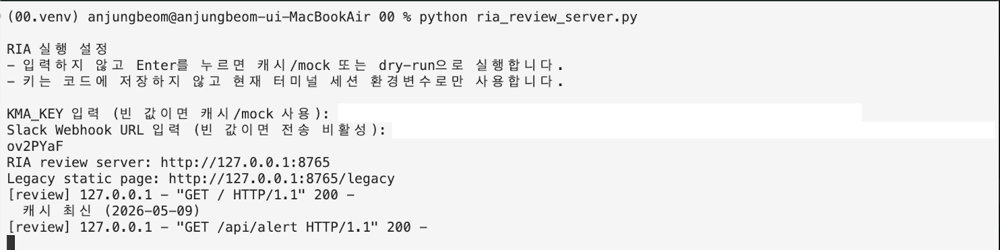 (00.venv) anjungbeom@anjungbeom-ui-MacBookAir 00 % python ria_review_server.py
RIA 실행 설정
- 입력하지 않고 Enter를 누르면 캐시/mock 또는 dry-run으로 실행합니다.
- 키는 코드에 저장하지 않고 현재 터미널 세션 환경변수로만 사용합니다.
KMA_KEY 입력 (빈 값이면 캐시/mock 사용):
Slack Webhook URL 입력 (빈 값이면 전송 비활성):
ov2PYaF
RIA review server: http://127.0.0.1:8765
Legacy static page: http://127.0.0.1:8765/legacy
[review] 127.0.0.1 - "GET / HTTP/1.1" 200 -
캐시 최신 (2026-05-09)
[review] 127.0.0.1 - "GET /api/alert HTTP/1.1" 200 -